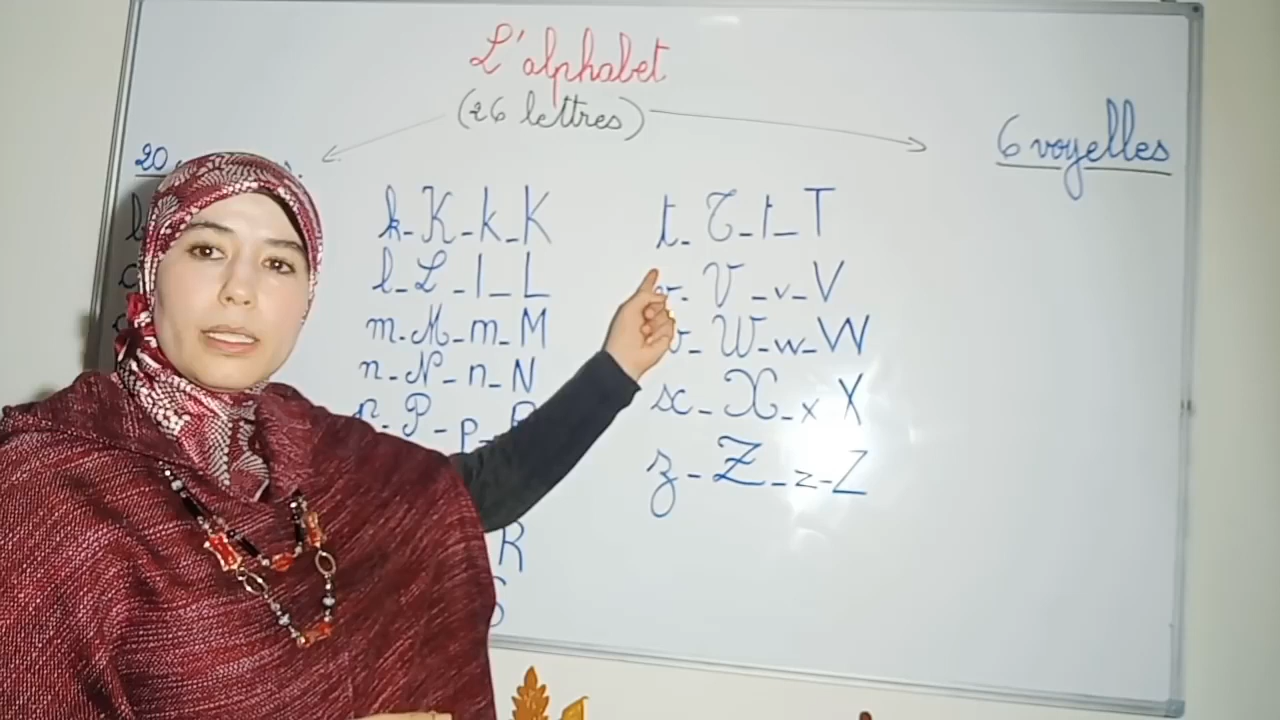 L'alphabet
(26 lettres)
20
6 voyelles
k-K-k-K
l-L-l-L
m-M-m-M
n-N-n-N
p-P-p-P
R
S
t-T-t-T
v-V-v-V
w-W-w-W
x-X-x X
z-Z-z-Z